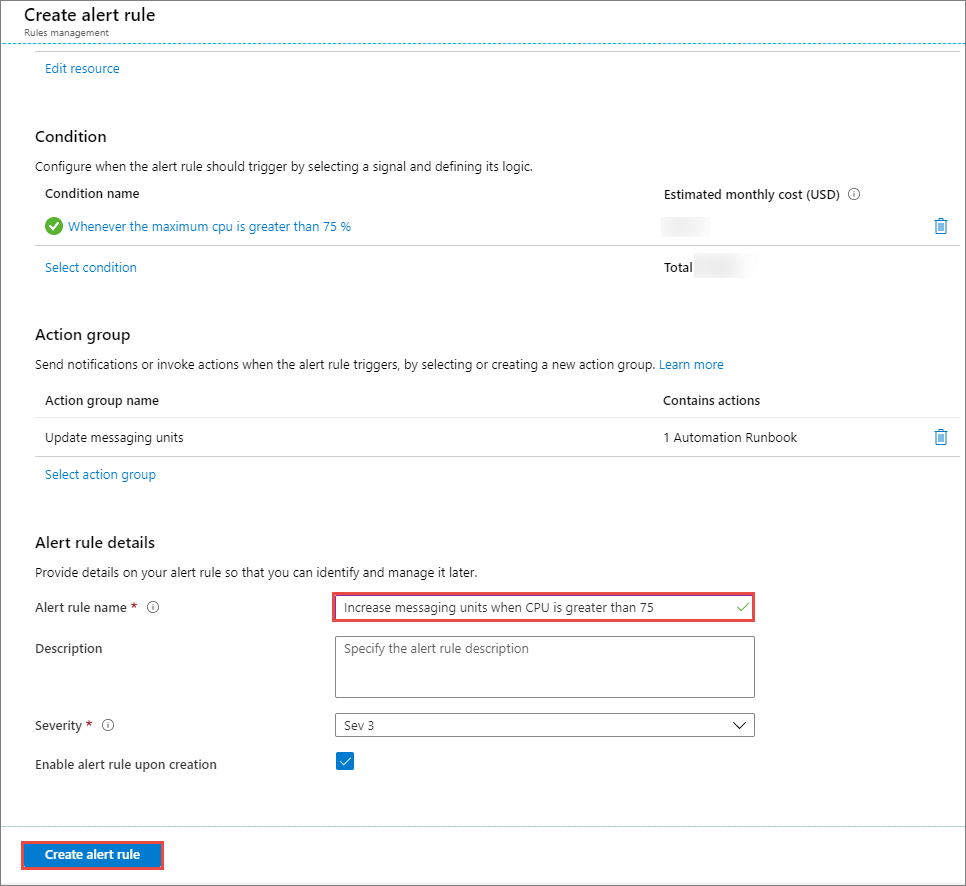 Create alert rule
Rules management
Edit resource
Condition
Configure when the alert rule should trigger by selecting a signal and defining its logic.
Condition name Estimated monthly cost (USD)
Whenever the maximum cpu is greater than 75 %
Select condition Total
Action group
Send notifications or invoke actions when the alert rule triggers, by selecting or creating a new action group. Learn more
Action group name Contains actions
Update messaging units 1 Automation Runbook
Select action group
Alert rule details
Provide details on your alert rule so that you can identify and manage it later.
Alert rule name * Increase messaging units when CPU is greater than 75
Description Specify the alert rule description
Severity * Sev 3
Enable alert rule upon creation
Create alert rule